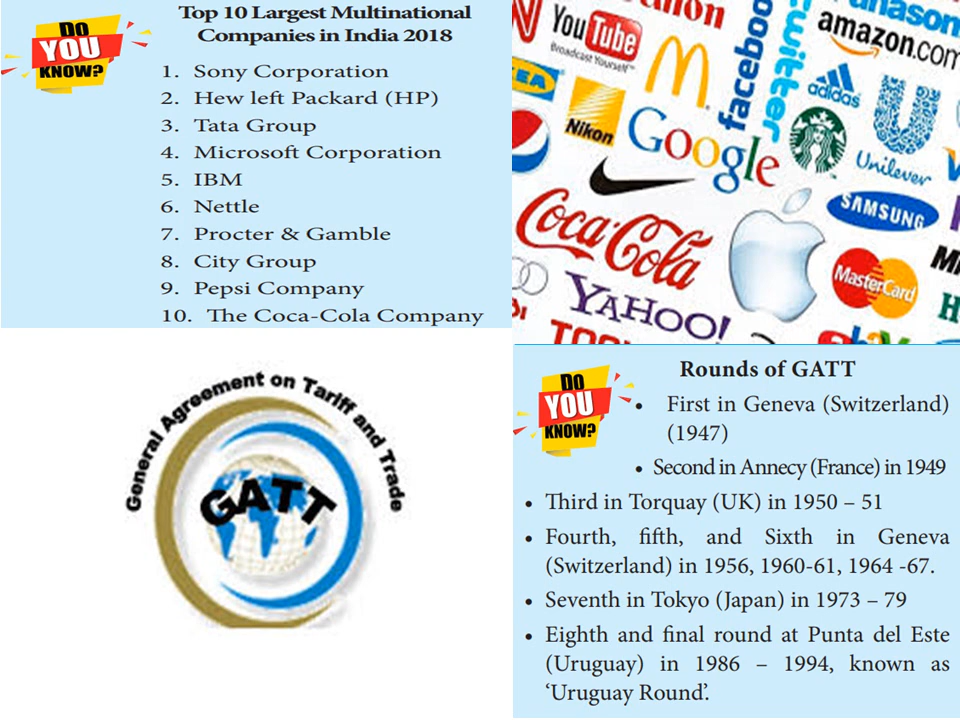 DO
YOU
KNOW?
Top 10 Largest Multinational
Companies in India 2018
1. Sony Corporation
2. Hew left Packard (HP)
3. Tata Group
4. Microsoft Corporation
5. IBM
6. Nettle
7. Procter & Gamble
8. City Group
9. Pepsi Company
10. The Coca-Cola Company
YouTube
Broadcast Yourself™
facebook
twitter
amazon.com
adidas
Nikon
Google
Unilever
SAMSUNG
Coca-Cola
MasterCard
YAHOO!
General Agreement on Tariff and Trade
GATT
DO
YOU
KNOW?
Rounds of GATT
• First in Geneva (Switzerland)
(1947)
• Second in Annecy (France) in 1949
• Third in Torquay (UK) in 1950 – 51
• Fourth, fifth, and Sixth in Geneva
(Switzerland) in 1956, 1960-61, 1964 -67.
• Seventh in Tokyo (Japan) in 1973 – 79
• Eighth and final round at Punta del Este
(Uruguay) in 1986 – 1994, known as
‘Uruguay Round’.